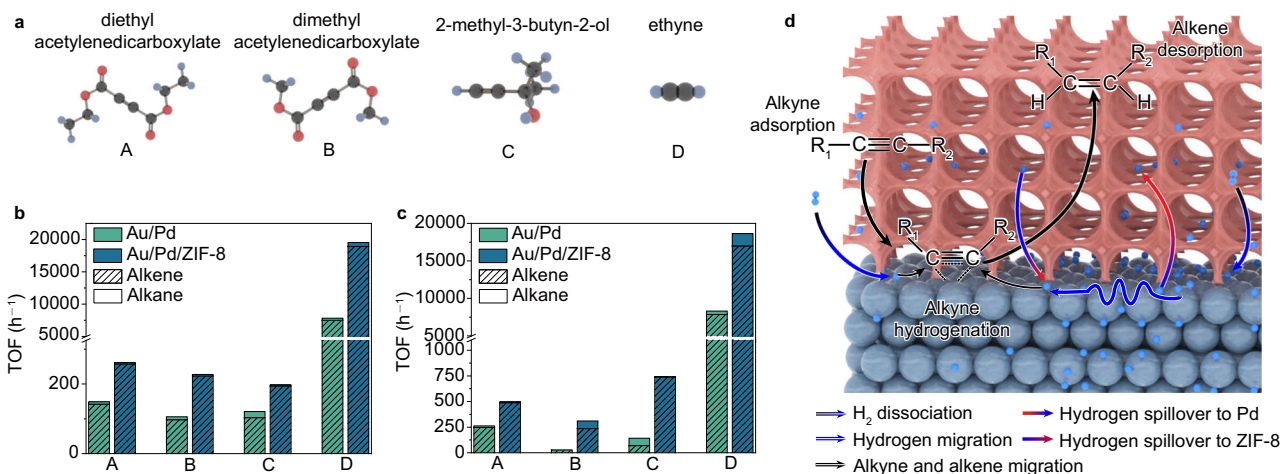 a
diethyl
acetylenedicarboxylate
dimethyl
acetylenedicarboxylate
2-methyl-3-butyn-2-ol
ethyne
A
B
C
D
b
TOF (h⁻¹)
20000
15000
10000
5000
200
0
Au/Pd
Au/Pd/ZIF-8
Alkene
Alkane
A
B
C
D
c
TOF (h⁻¹)
20000
15000
10000
5000
1000
750
500
250
0
Au/Pd
Au/Pd/ZIF-8
Alkene
Alkane
A
B
C
D
d
Alkyne
adsorption
R₁ C≡C R₂
R₁ R₂
C=C
H H
Alkene
desorption
R₁ R₂
C C
Alkyne
hydrogenation
H₂ dissociation
Hydrogen migration
Alkyne and alkene migration
Hydrogen spillover to Pd
Hydrogen spillover to ZIF-8